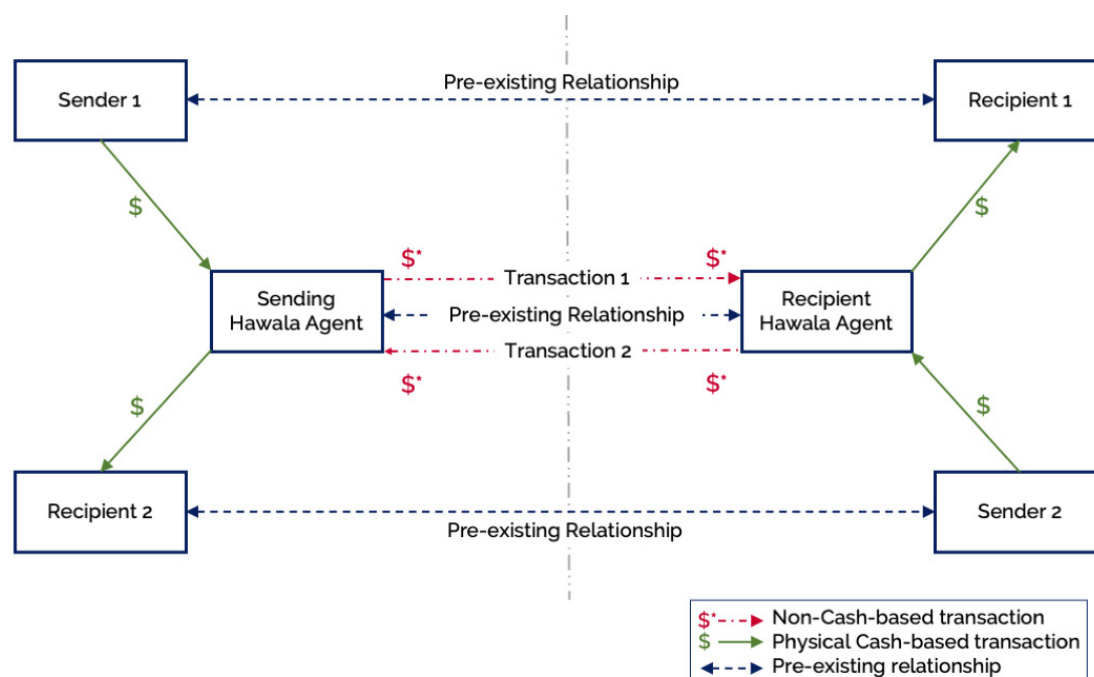 Pre-existing Relationship
Sender 1
Recipient 1
$
$
$*
$*
Transaction 1
Sending
Hawala Agent
Pre-existing Relationship
Recipient
Hawala Agent
Transaction 2
$*
$*
$
$
Recipient 2
Sender 2
Pre-existing Relationship
$* Non-Cash-based transaction
$ Physical Cash-based transaction
Pre-existing relationship